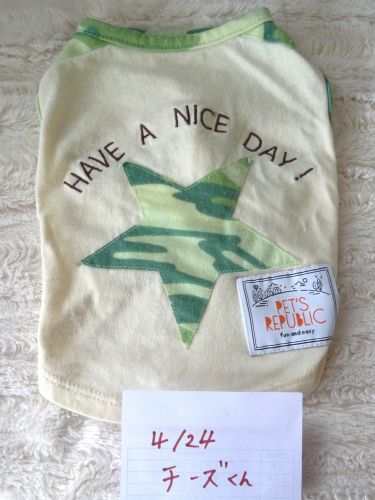 HAVE A NICE DAY!
PET'S
REPUBLIC
fun and easy
4/24
チーズくん